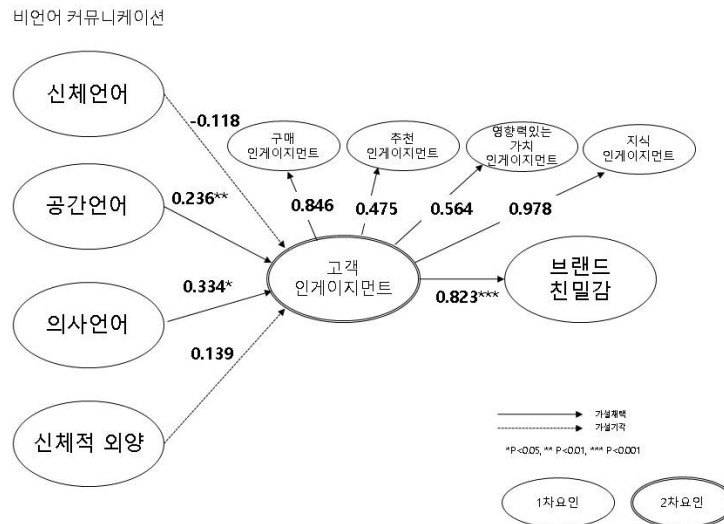 비언어 커뮤니케이션
신체언어
-0.118
구매
인게이지먼트
추천
인게이지먼트
영향력있는
가치
인게이지먼트
지식
인게이지먼트
공간언어
0.236**
0.846
0.475
0.564
0.978
고객
인게이지먼트
브랜드
친밀감
의사언어
0.334*
0.823***
0.139
신체적 외양
가설채택
가설기각
*P<0.05, ** P<0.01, *** P<0.001
1차요인
2차요인